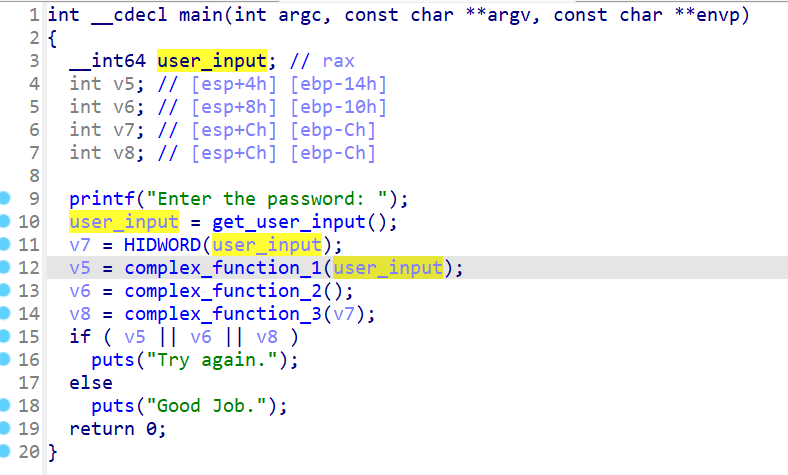 1 int __cdecl main(int argc, const char **argv, const char **envp)
2 {
3   __int64 user_input; // rax
4   int v5; // [esp+4h] [ebp-14h]
5   int v6; // [esp+8h] [ebp-10h]
6   int v7; // [esp+Ch] [ebp-Ch]
7   int v8; // [esp+Ch] [ebp-Ch]
8
9   printf("Enter the password: ");
10   user_input = get_user_input();
11   v7 = HIDWORD(user_input);
12   v5 = complex_function_1(user_input);
13   v6 = complex_function_2();
14   v8 = complex_function_3(v7);
15   if ( v5 || v6 || v8 )
16     puts("Try again.");
17   else
18     puts("Good Job.");
19   return 0;
20 }